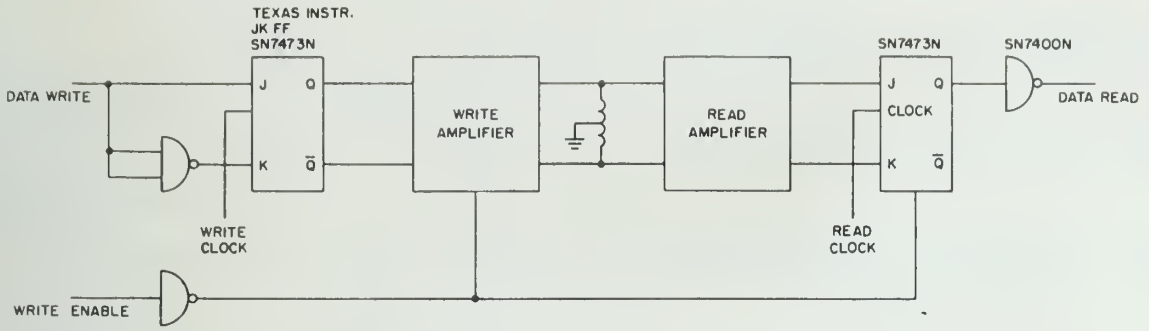 TEXAS INSTR.
JK FF
SN7473N
SN7473N
SN7400N
DATA WRITE
J Q
K Q̅
WRITE
AMPLIFIER
READ
AMPLIFIER
J Q
CLOCK
K Q̅
DATA READ
WRITE
CLOCK
READ
CLOCK
WRITE ENABLE